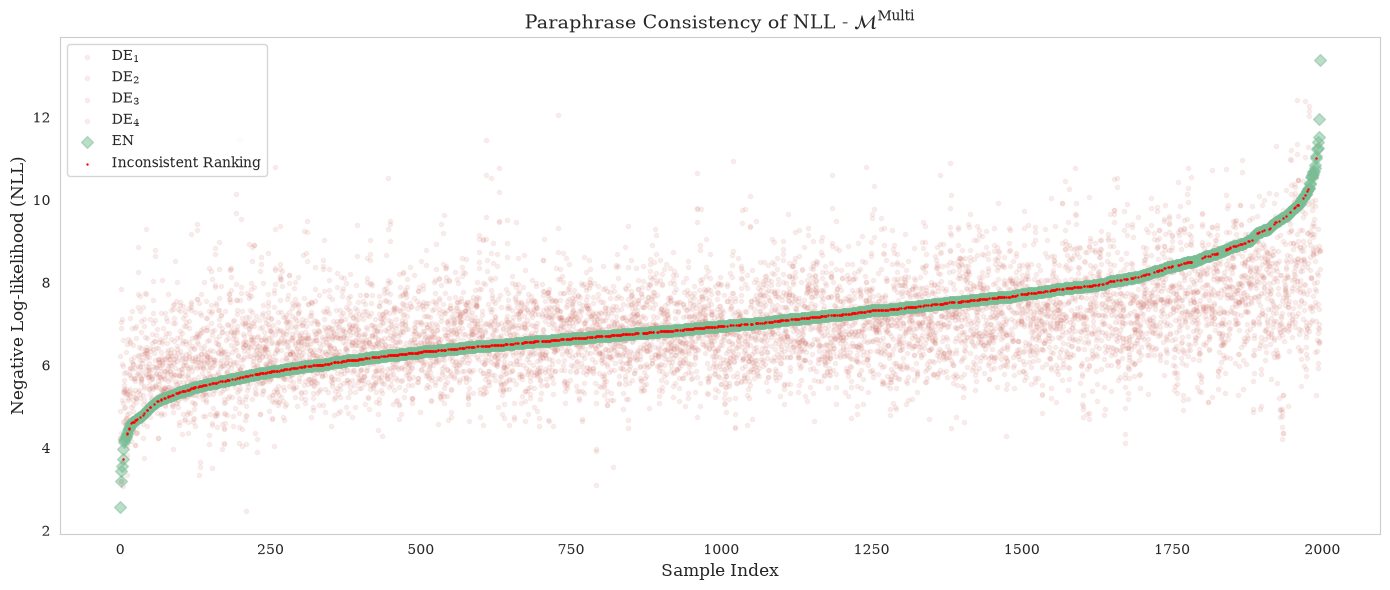 Paraphrase Consistency of NLL - 𝓜^Multi
DE₁
DE₂
DE₃
DE₄
EN
Inconsistent Ranking
Negative Log-likelihood (NLL)
12
10
8
6
4
2
0
250
500
750
1000
1250
1500
1750
2000
Sample Index